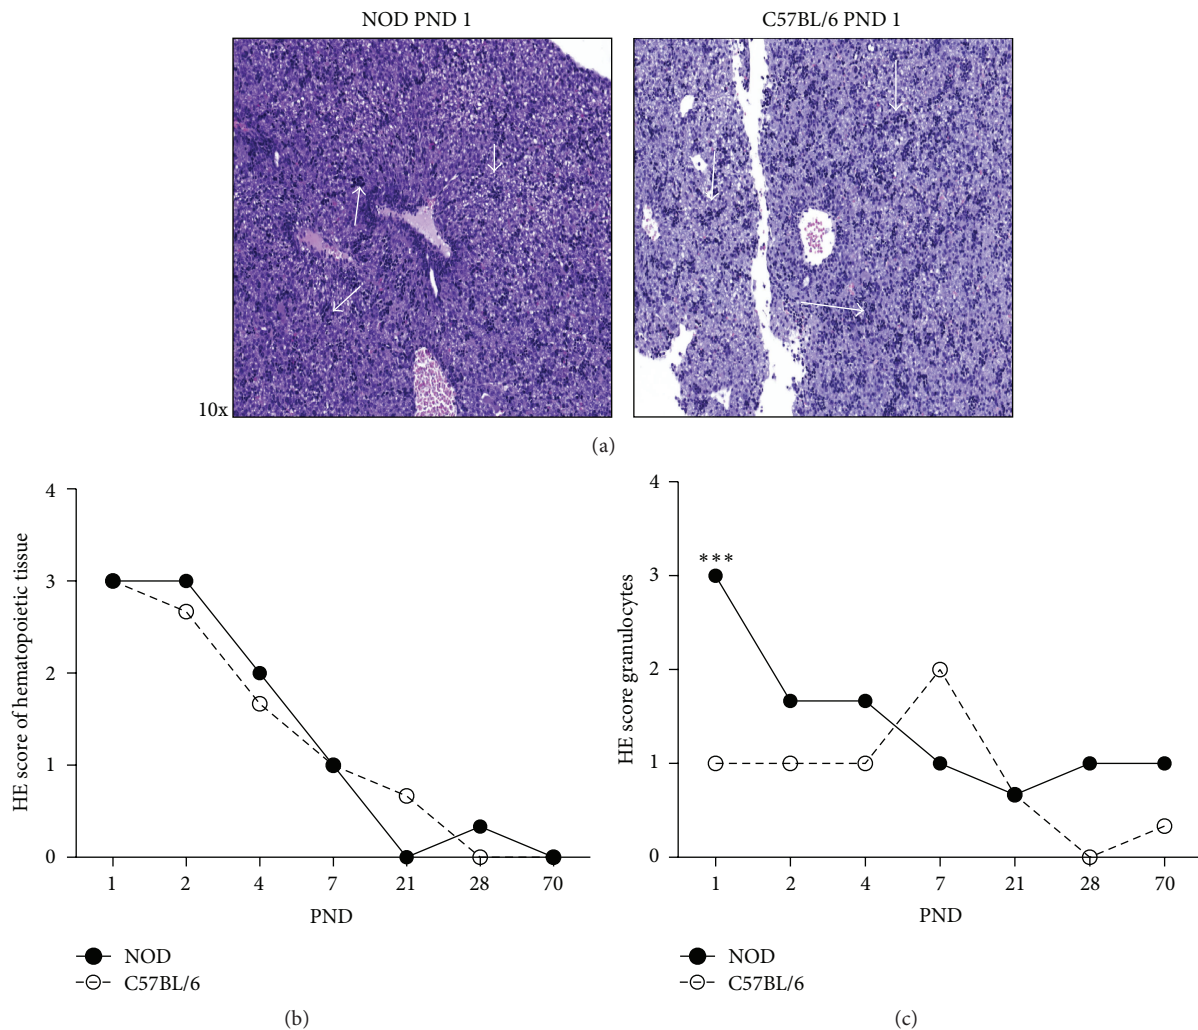 NOD PND 1
C57BL/6 PND 1
10x
(a)
4
3
2
1
0
HE score of hematopoietic tissue
1 2 4 7 21 28 70
PND
NOD
C57BL/6
(b)
4
3
2
1
0
HE score granulocytes
***
1 2 4 7 21 28 70
PND
NOD
C57BL/6
(c)